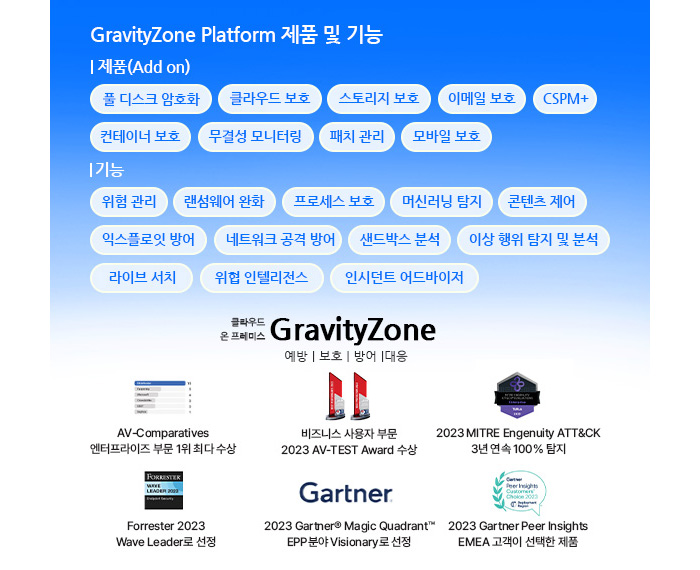 GravityZone Platform 제품 및 기능
| 제품(Add on)
풀 디스크 암호화
클라우드 보호
스토리지 보호
이메일 보호
CSPM+
컨테이너 보호
무결성 모니터링
패치 관리
모바일 보호
|기능
위험 관리
랜섬웨어 완화
프로세스 보호
머신러닝 탐지
콘텐츠 제어
익스플로잇 방어
네트워크 공격 방어
샌드박스 분석
이상 행위 탐지 및 분석
라이브 서치
위협 인텔리전스
인시던트 어드바이저
클라우드
온 프레미스
GravityZone
예방 | 보호 | 방어 |대응
AV-Comparatives
엔터프라이즈 부문 1위 최다 수상
비즈니스 사용자 부문
2023 AV-TEST Award 수상
2023 MITRE Engenuity ATT&CK
3년 연속 100% 탐지
FORRESTER
WAVE
LEADER 2023
Endpoint Security
Forrester 2023
Wave Leader로 선정
Gartner
2023 Gartner® Magic Quadrant™
EPP 분야 Visionary로 선정
Gartner
Peer Insights
Customers'
Choice 2023
2023 Gartner Peer Insights
EMEA 고객이 선택한 제품